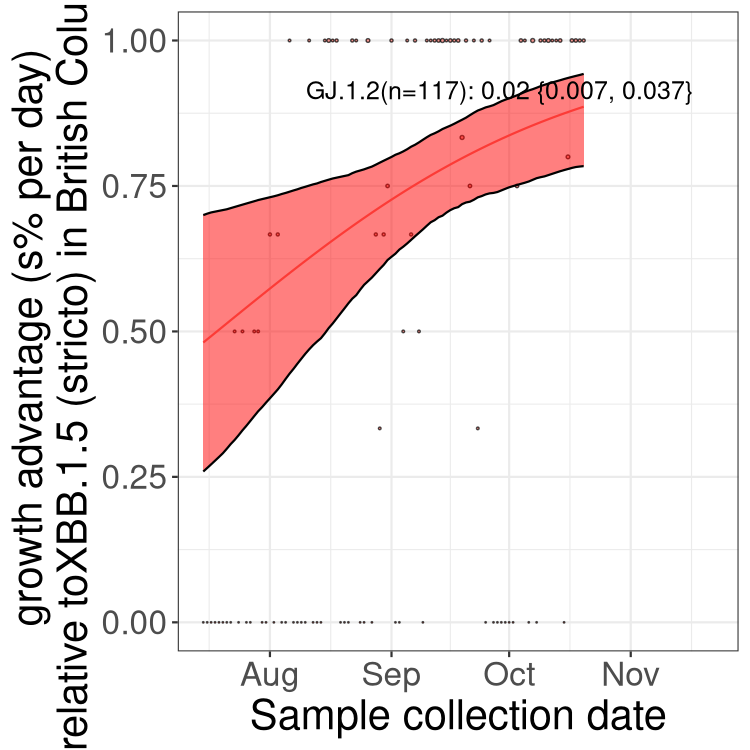 growth advantage (s% per day)
relative toXBB.1.5 (stricto) in British Colu
1.00
0.75
0.50
0.25
0.00
GJ.1.2(n=117): 0.02 {0.007, 0.037}
Aug Sep Oct Nov
Sample collection date